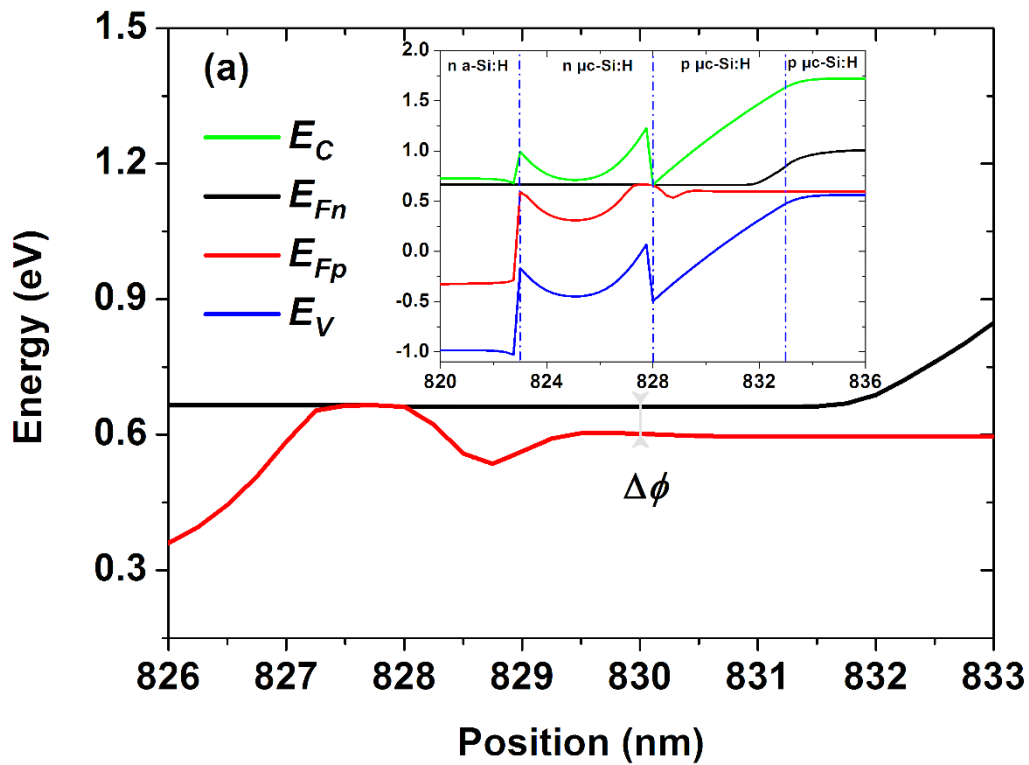 (a)
E_C
E_Fn
E_Fp
E_V
1.5
1.2
0.9
0.6
0.3
Energy (eV)
826 827 828 829 830 831 832 833
Position (nm)
Δϕ
n a-Si:H n μc-Si:H p μc-Si:H p μc-Si:H
2.0
1.5
1.0
0.5
0.0
-0.5
-1.0
820 824 828 832 836